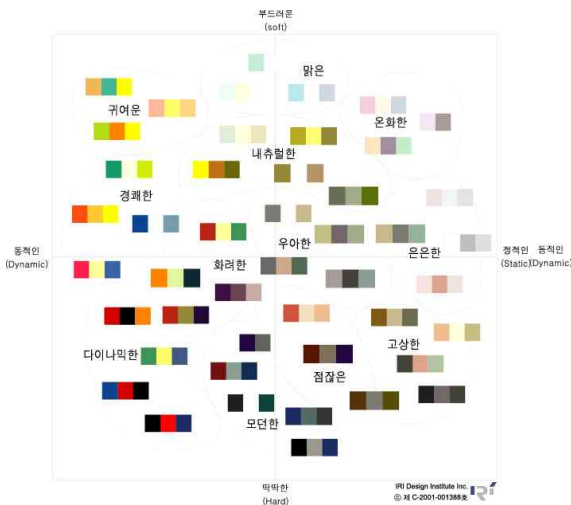 부드러운
(soft)
맑은
귀여운
온화한
내츄럴한
경쾌한
우아한
은은한
동적인
(Dynamic)
정적인
(Static)
동적인
(Dynamic)
화려한
다이나믹한
고상한
점잖은
모던한
딱딱한
(Hard)
IRI Design Institute Inc.
ⓒ 제 C-2001-001388호
IRI